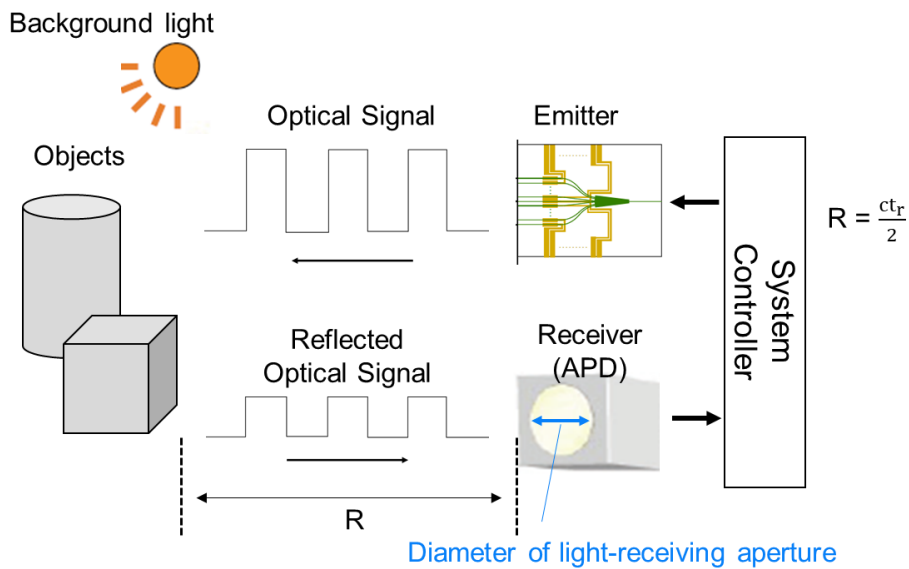 Background light
Optical Signal
Emitter
Objects
R = ctᵣ/2
System
Controller
Reflected
Optical Signal
Receiver
(APD)
R
Diameter of light-receiving aperture